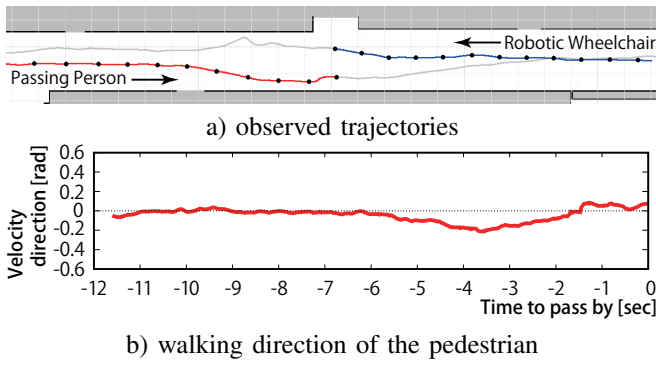 Robotic Wheelchair
Passing Person
a) observed trajectories
Velocity
direction [rad]
0.6
0.4
0.2
0
-0.2
-0.4
-0.6
-12 -11 -10 -9 -8 -7 -6 -5 -4 -3 -2 -1 0
Time to pass by [sec]
b) walking direction of the pedestrian